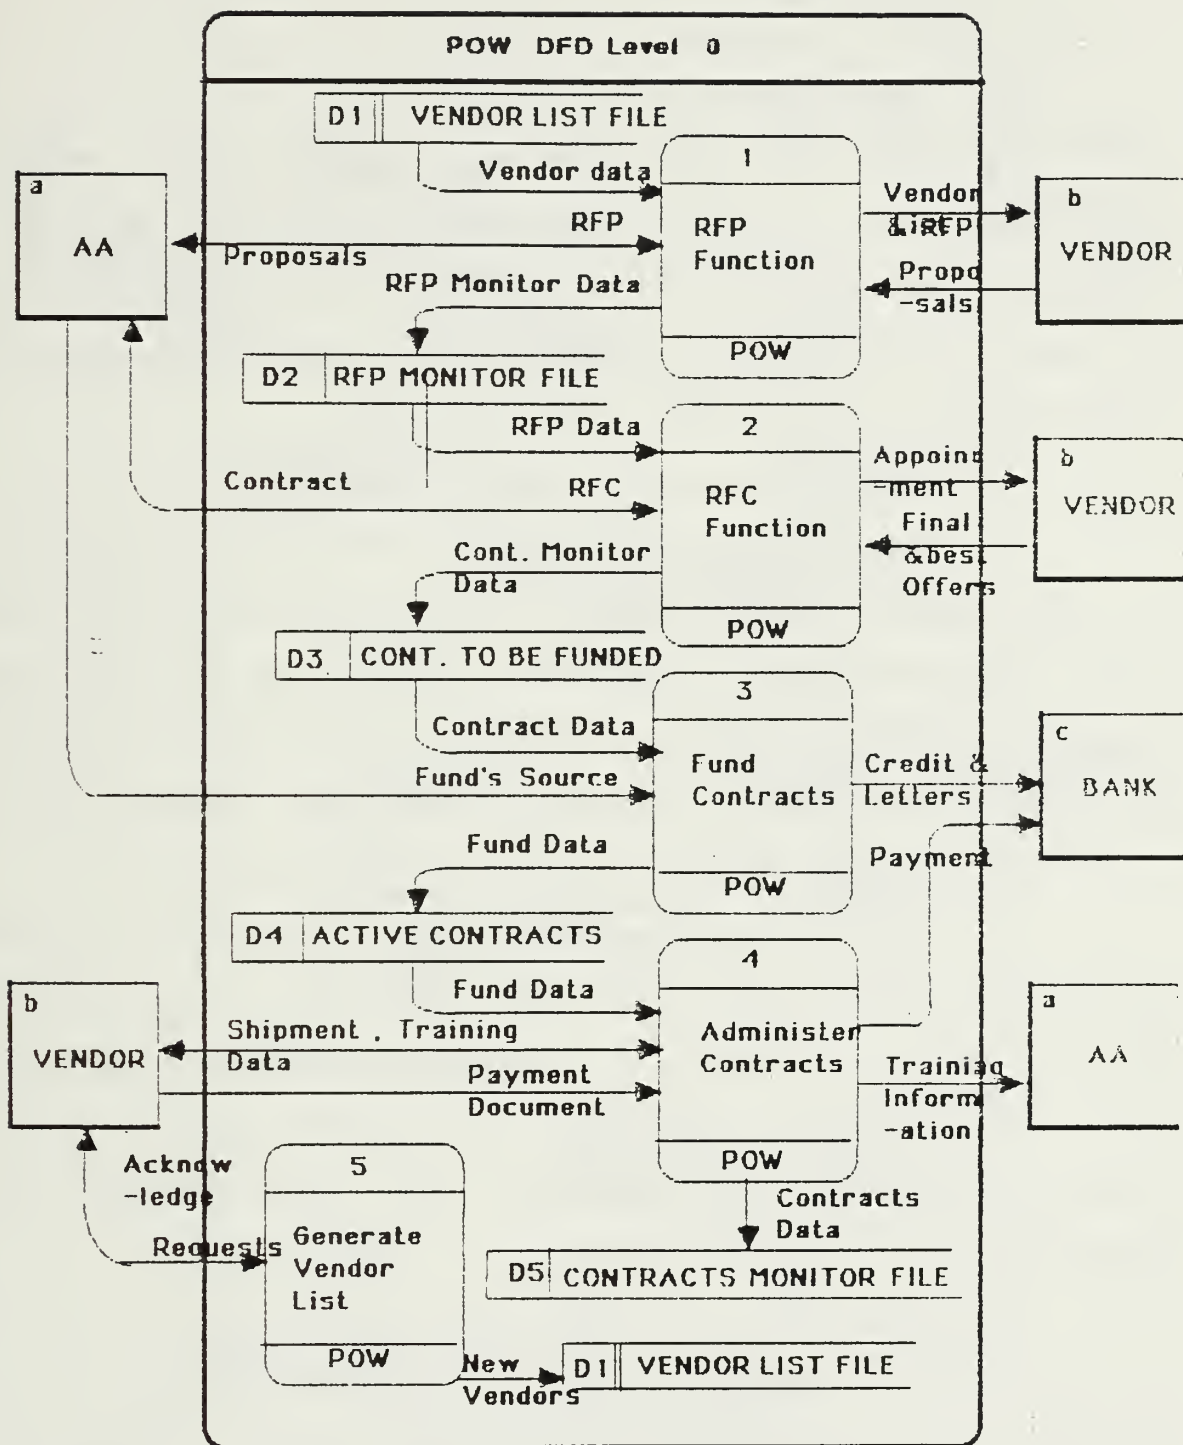 POW DFD Level 0
D1 VENDOR LIST FILE
Vendor data
1
RFP
Function
POW
a
AA
RFP
Proposals
RFP Monitor Data
Vendor
List
& RFP
Propo
-sals
b
VENDOR
D2 RFP MONITOR FILE
RFP Data
2
RFC
Function
POW
Contract
RFC
Appoint
-ment
Final
&best
Offers
b
VENDOR
Cont. Monitor
Data
D3 CONT. TO BE FUNDED
Contract Data
Fund's Source
3
Fund
Contracts
POW
Credit &
Letters
Payment
c
BANK
Fund Data
D4 ACTIVE CONTRACTS
Fund Data
4
Administer
Contracts
POW
b
VENDOR
Shipment , Training
Data
Payment
Document
Training
Inform
-ation
a
AA
Acknow
-ledge
Requests
5
Generate
Vendor
List
POW
Contracts
Data
D5 CONTRACTS MONITOR FILE
New
Vendors
D1 VENDOR LIST FILE